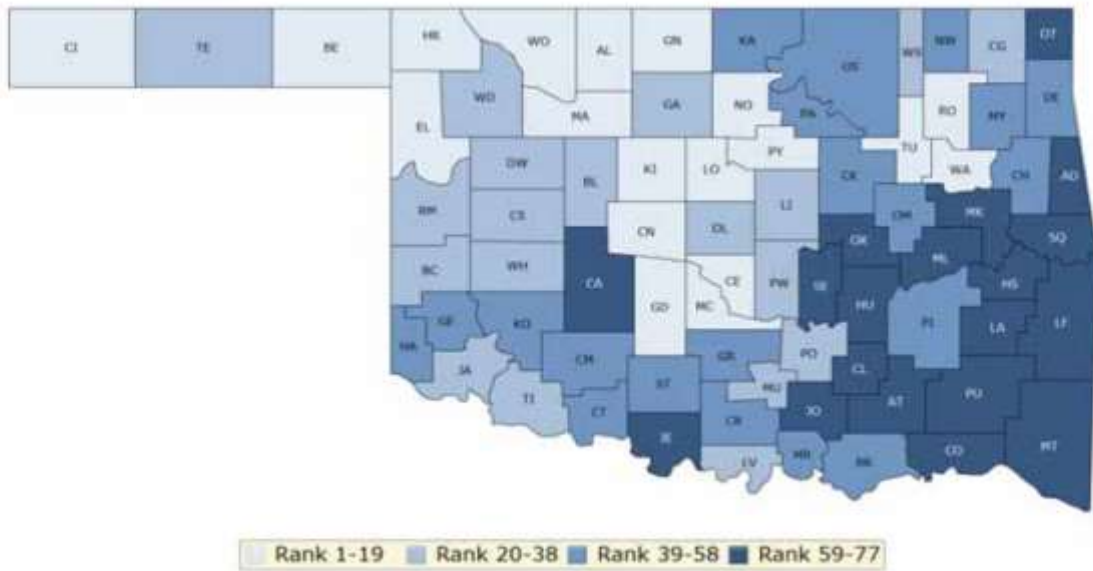 CI TE BE HR WO AL GN KA OS WS NW CG OT
WD MA GA NO PA RO MY DE
EL DW BL KI LO PY TU WA CK CH AD
RM CS CN OL LI OM MK SQ
BC WH CA CE PW SE OK ML HS
GD MC HU PI LA LF
HA GE KO CM GR PO CL
JA ST MU JO AT PU
TI CT JE CR LV MR BR CO MT
Rank 1-19 Rank 20-38 Rank 39-58 Rank 59-77